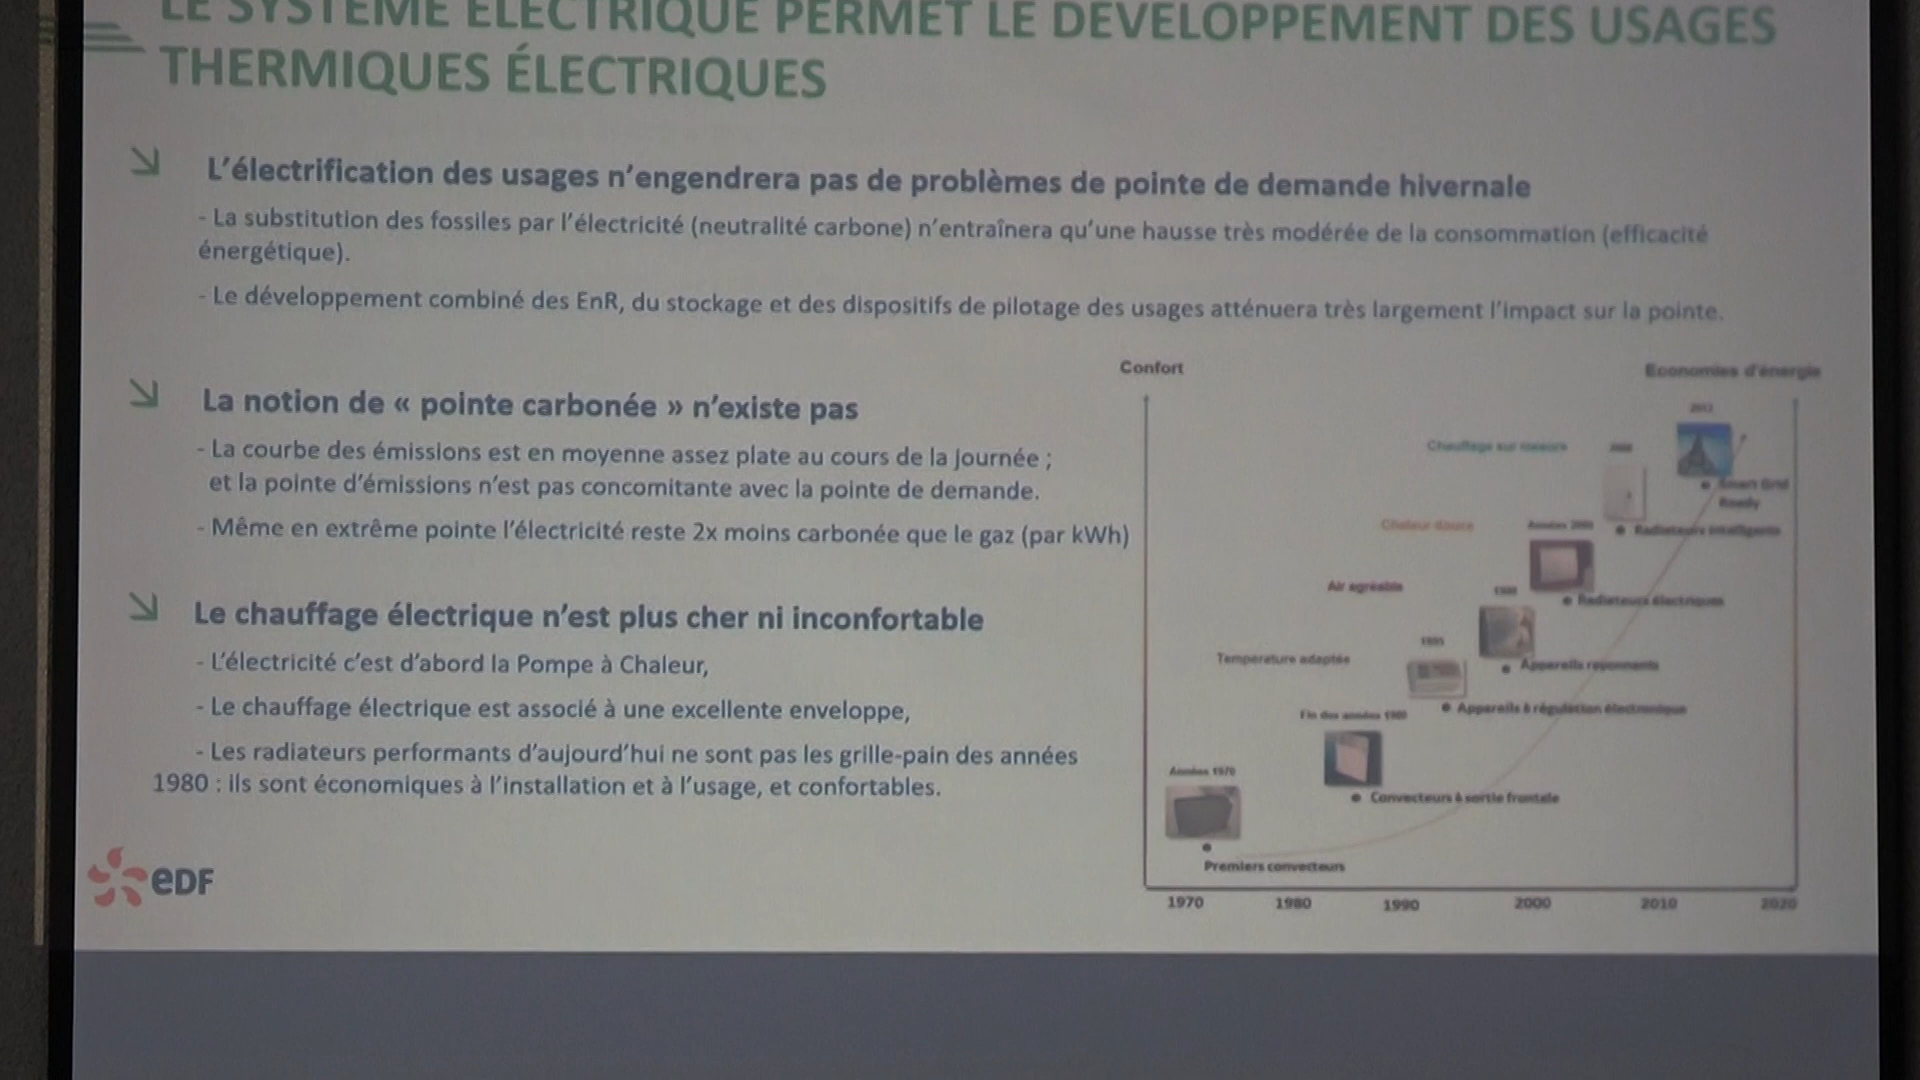 LE SYSTÈME ÉLECTRIQUE PERMET LE DÉVELOPPEMENT DES USAGES
THERMIQUES ÉLECTRIQUES
L'électrification des usages n'engendrera pas de problèmes de pointe de demande hivernale
- La substitution des fossiles par l'électricité (neutralité carbone) n'entraînera qu'une hausse très modérée de la consommation (efficacité
énergétique).
- Le développement combiné des EnR, du stockage et des dispositifs de pilotage des usages atténuera très largement l'impact sur la pointe.
La notion de « pointe carbonée » n'existe pas
- La courbe des émissions est en moyenne assez plate au cours de la journée ;
et la pointe d'émissions n'est pas concomitante avec la pointe de demande.
- Même en extrême pointe l'électricité reste 2x moins carbonée que le gaz (par kWh)
Le chauffage électrique n'est plus cher ni inconfortable
- L'électricité c'est d'abord la Pompe à Chaleur,
- Le chauffage électrique est associé à une excellente enveloppe,
- Les radiateurs performants d'aujourd'hui ne sont pas les grille-pain des années
1980 : ils sont économiques à l'installation et à l'usage, et confortables.
eDF
Confort
Economies d'énergie
2012
Chauffage sur mesure
Smart Grid
Ready
Chaleur douce
Années 2000
Radiateurs intelligents
Air agréable
Radiateurs électriques
1995
Température adaptée
Appareils rayonnants
Fin des années 1980
Appareils à régulation électronique
Années 1970
Convecteurs à sortie frontale
Premiers convecteurs
1970
1980
1990
2000
2010
2020